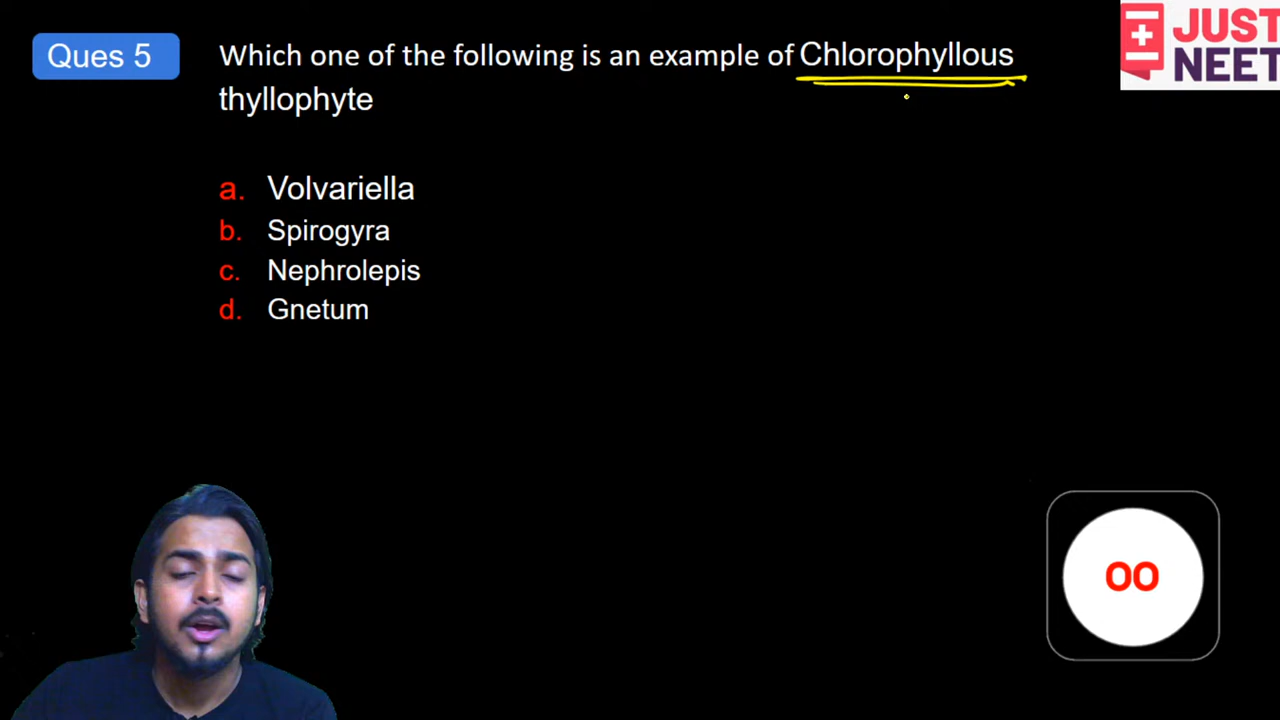 Ques 5
Which one of the following is an example of Chlorophyllous
thyllophyte
a. Volvariella
b. Spirogyra
c. Nephrolepis
d. Gnetum
JUST
NEET
00